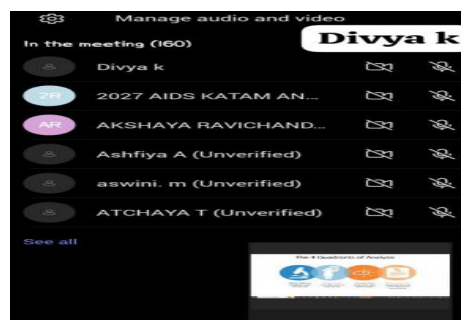 Manage audio and video
In the meeting (160)
Divya k
Divya k
2R 2027 AIDS KATAM AN...
AR AKSHAYA RAVICHAND...
Ashfiya A (Unverified)
aswini. m (Unverified)
ATCHAYA T (Unverified)
See all
The 4 Quadrants of Analysis